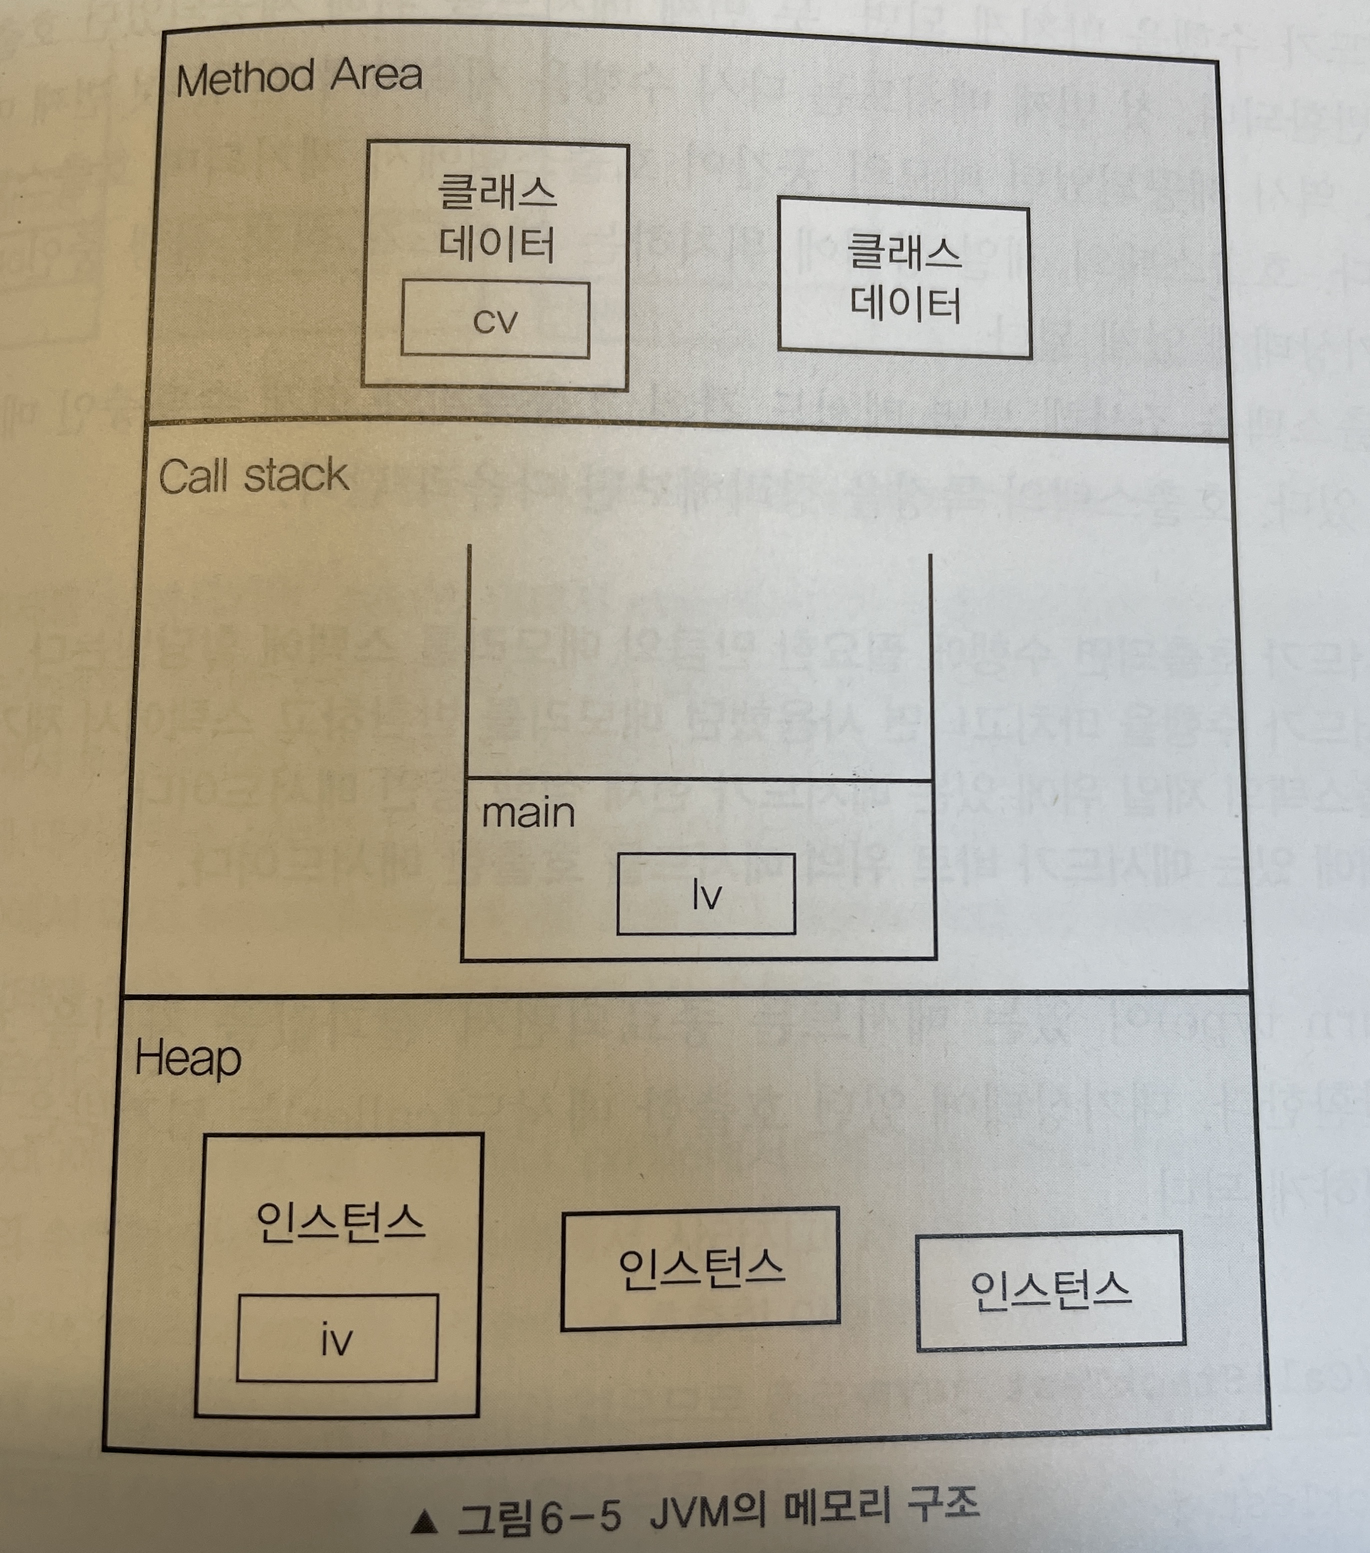 Method Area
클래스
데이터
cv
클래스
데이터
Call stack
main
lv
Heap
인스턴스
iv
인스턴스
인스턴스
▲ 그림6-5 JVM의 메모리 구조